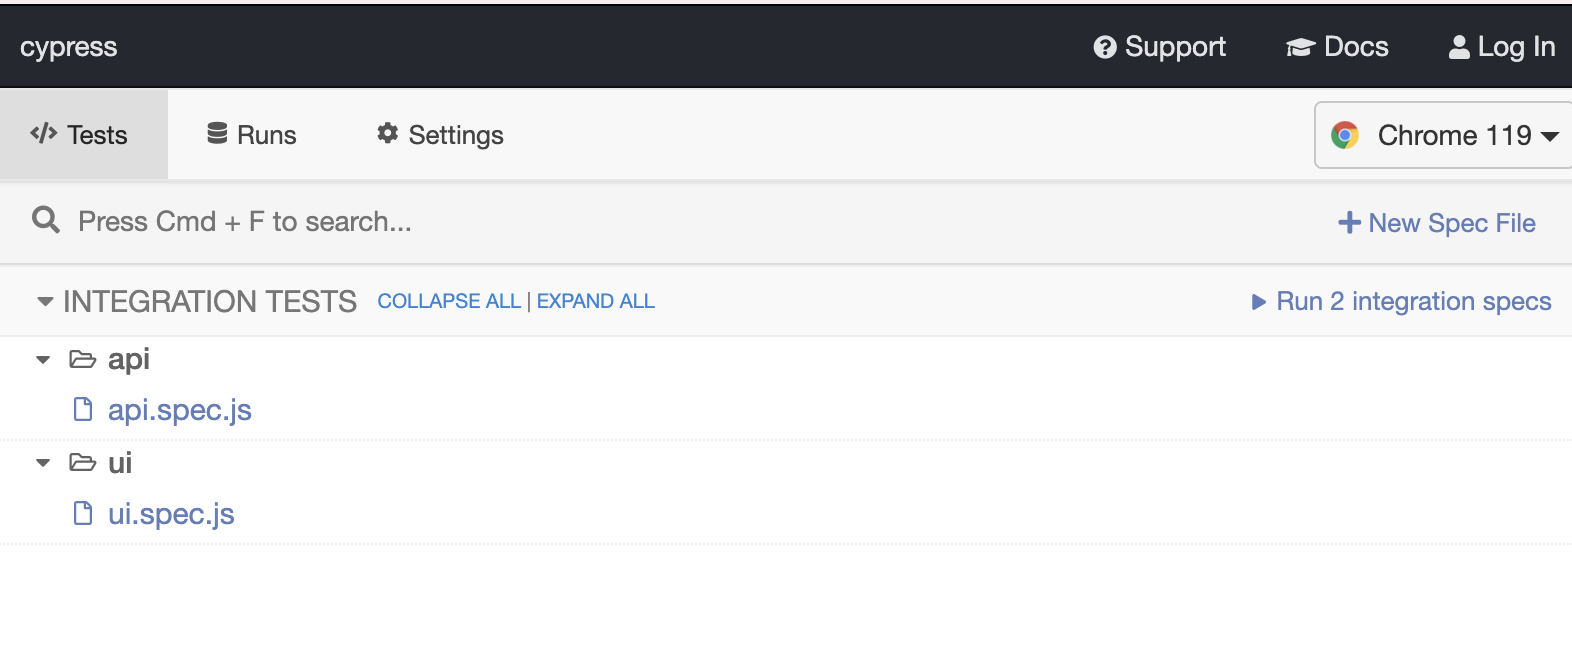 cypress Support Docs Log In
Tests Runs Settings Chrome 119
Press Cmd + F to search... New Spec File
INTEGRATION TESTS COLLAPSE ALL | EXPAND ALL Run 2 integration specs
api
api.spec.js
ui
ui.spec.js